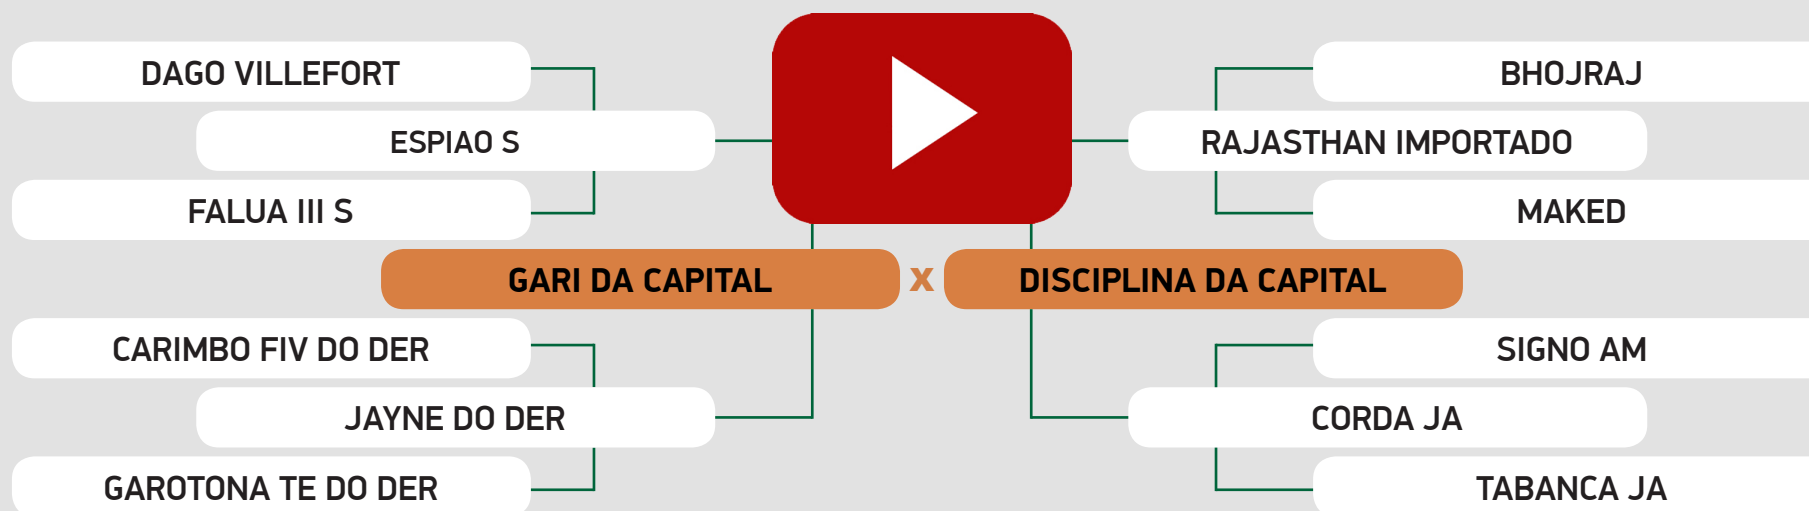 DAGO VILLEFORT
BHOJRAJ
ESPIAO S
RAJASTHAN IMPORTADO
FALUA III S
MAKED
GARI DA CAPITAL X DISCIPLINA DA CAPITAL
CARIMBO FIV DO DER
SIGNO AM
JAYNE DO DER
CORDA JA
GAROTONA TE DO DER
TABANCA JA